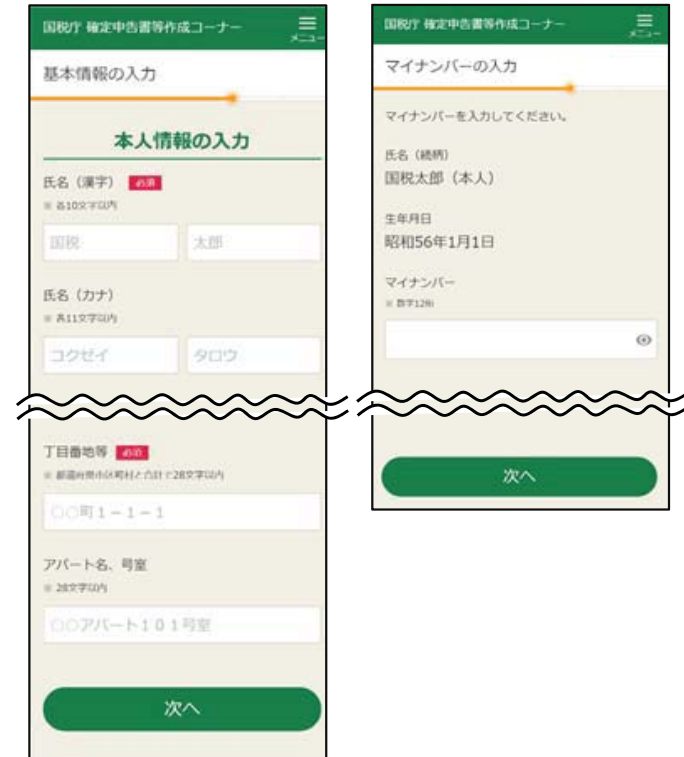 国税庁 確定申告書等作成コーナー
メニュー
基本情報の入力
本人情報の入力
氏名（漢字） 必須
※ 各10文字以内
国税 太郎
氏名（カナ）
※ 各11文字以内
コクゼイ タロウ
丁目番地等 必須
※ 都道府県市区町村と合計で28文字以内
○○町１－１－１
アパート名、号室
※ 28文字以内
○○アパート１０１号室
次へ
国税庁 確定申告書等作成コーナー
メニュー
マイナンバーの入力
マイナンバーを入力してください。
氏名（続柄）
国税太郎（本人）
生年月日
昭和56年1月1日
マイナンバー
※ 数字12桁
次へ